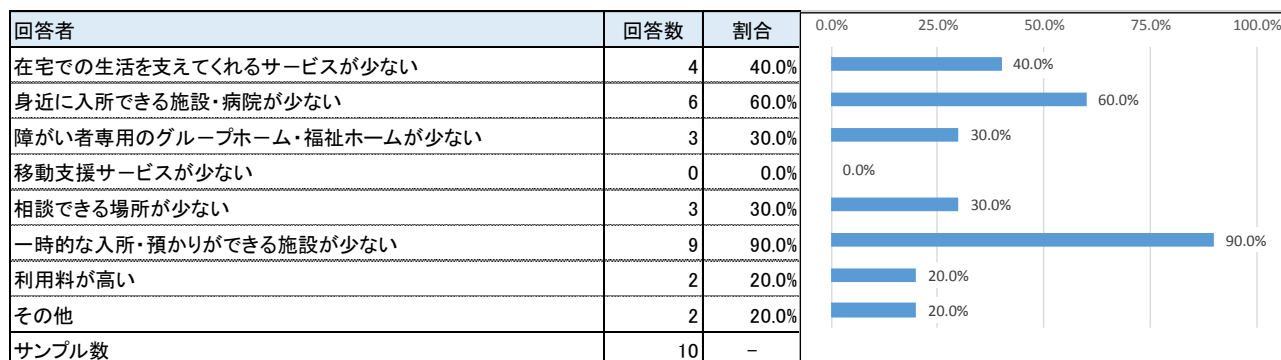 回答者 回答数 割合
在宅での生活を支えてくれるサービスが少ない 4 40.0%
身近に入所できる施設・病院が少ない 6 60.0%
障がい者専用のグループホーム・福祉ホームが少ない 3 30.0%
移動支援サービスが少ない 0 0.0%
相談できる場所が少ない 3 30.0%
一時的な入所・預かりができる施設が少ない 9 90.0%
利用料が高い 2 20.0%
その他 2 20.0%
サンプル数 10 −
0.0% 25.0% 50.0% 75.0% 100.0%
40.0%
60.0%
30.0%
0.0%
30.0%
90.0%
20.0%
20.0%